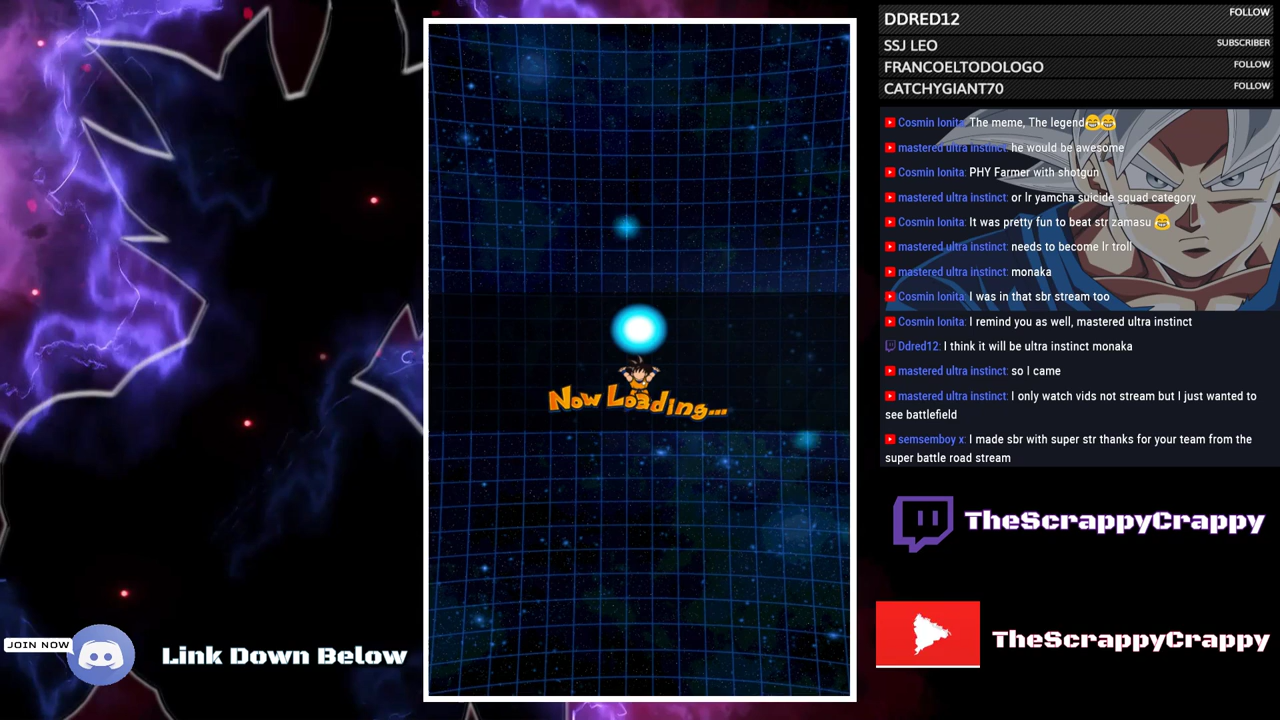 DDRED12 FOLLOW
SSJ LEO SUBSCRIBER
FRANCOELTODOLOGO FOLLOW
CATCHYGIANT70 FOLLOW
Cosmin Ionita: The meme, The legend😁😁
mastered ultra instinct: he would be awesome
Cosmin Ionita: PHY Farmer with shotgun
mastered ultra instinct: or lr yamcha suicide squad category
Cosmin Ionita: It was pretty fun to beat str zamasu 😁
mastered ultra instinct: needs to become lr troll
mastered ultra instinct: monaka
Cosmin Ionita: I was in that sbr stream too
Cosmin Ionita: I remind you as well, mastered ultra instinct
Ddred12: I think it will be ultra instinct monaka
mastered ultra instinct: so I came
mastered ultra instinct: I only watch vids not stream but I just wanted to
see battlefield
semsemboy x: I made sbr with super str thanks for your team from the
super battle road stream
Now Loading...
TheScrappyCrappy
TheScrappyCrappy
JOIN NOW
Link Down Below